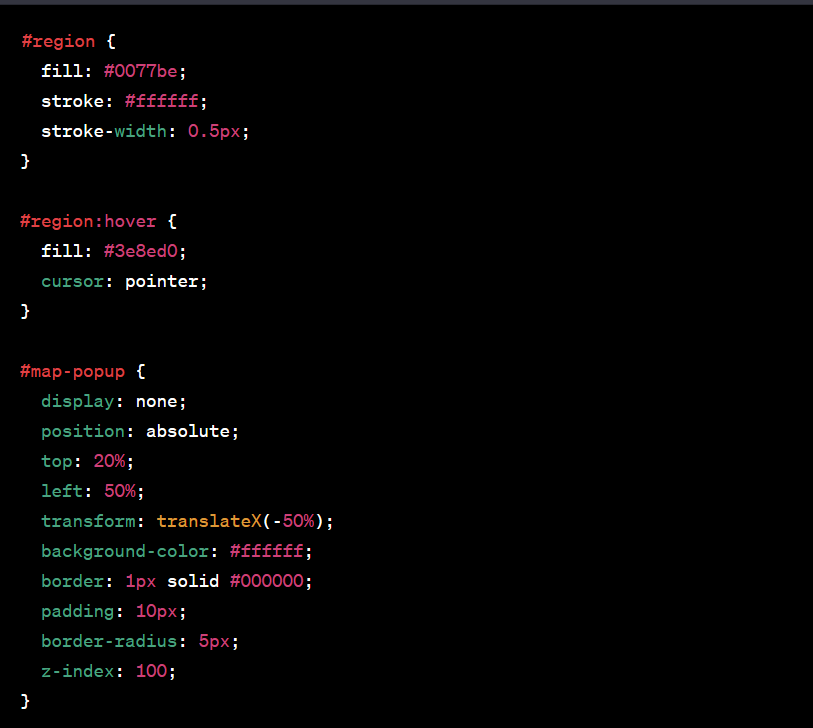 #region {
  fill: #0077be;
  stroke: #ffffff;
  stroke-width: 0.5px;
}

#region:hover {
  fill: #3e8ed0;
  cursor: pointer;
}

#map-popup {
  display: none;
  position: absolute;
  top: 20%;
  left: 50%;
  transform: translateX(-50%);
  background-color: #ffffff;
  border: 1px solid #000000;
  padding: 10px;
  border-radius: 5px;
  z-index: 100;
}